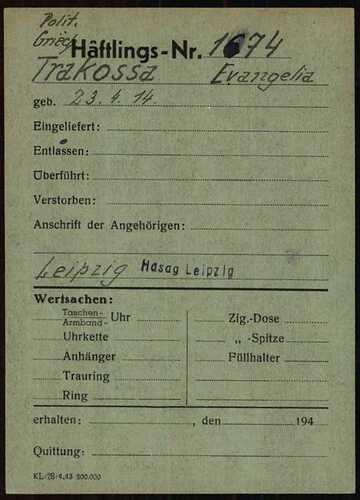 Polit.
Griech.
Häftlings-Nr. 1674
Trakossa Evangelia
geb. 23.4.14.
Eingeliefert:
Entlassen:
Überführt:
Verstorben:
Anschrift der Angehörigen:
Leipzig Hasag Leipzig
Wertsachen:
Taschen-
Armband- Uhr
Uhrkette
Anhänger
Trauring
Ring
Zig.-Dose
„ -Spitze
Füllhalter
erhalten: , den 194
Quittung:
KL-28-4.43 500.000